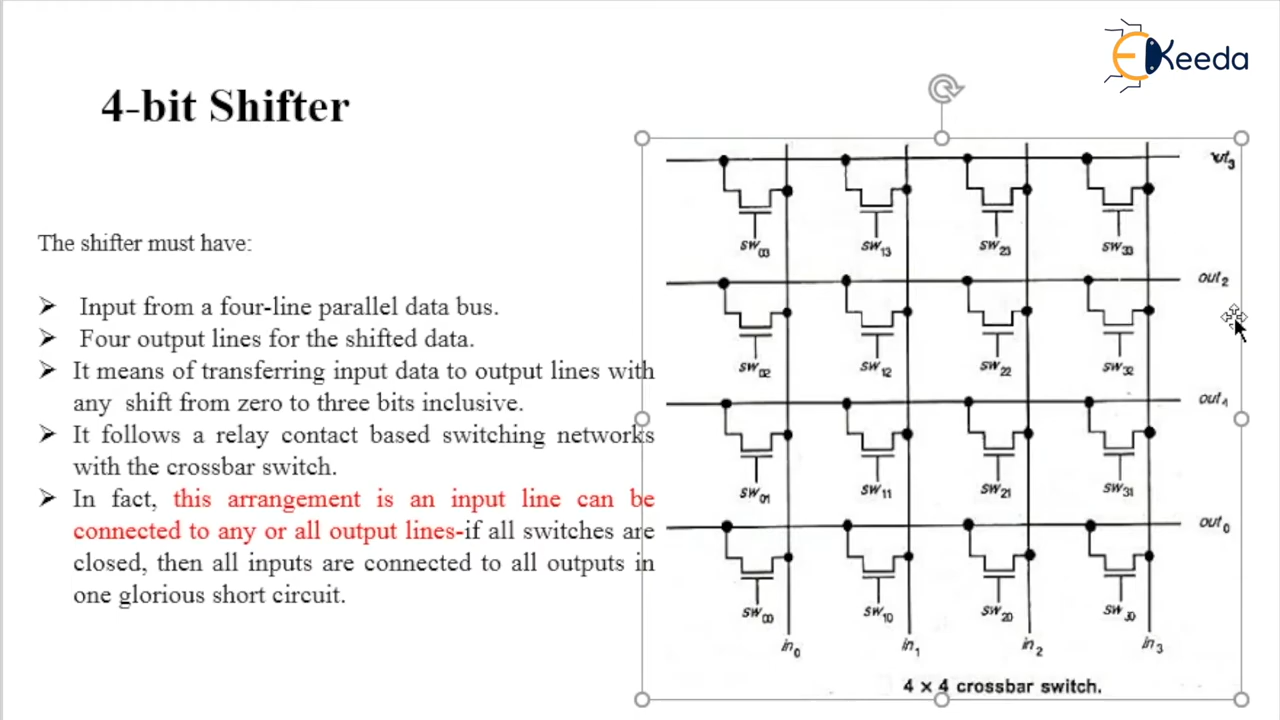 EKeeda
4-bit Shifter
The shifter must have:
➤ Input from a four-line parallel data bus.
➤ Four output lines for the shifted data.
➤ It means of transferring input data to output lines with
any shift from zero to three bits inclusive.
➤ It follows a relay contact based switching networks
with the crossbar switch.
➤ In fact, this arrangement is an input line can be
connected to any or all output lines-if all switches are
closed, then all inputs are connected to all outputs in
one glorious short circuit.
sw03 sw13 sw23 sw33
out2
sw02 sw12 sw22 sw32
out1
sw01 sw11 sw21 sw31
out0
sw00 sw10 sw20 sw30
in0 in1 in2 in3
4 x 4 crossbar switch.